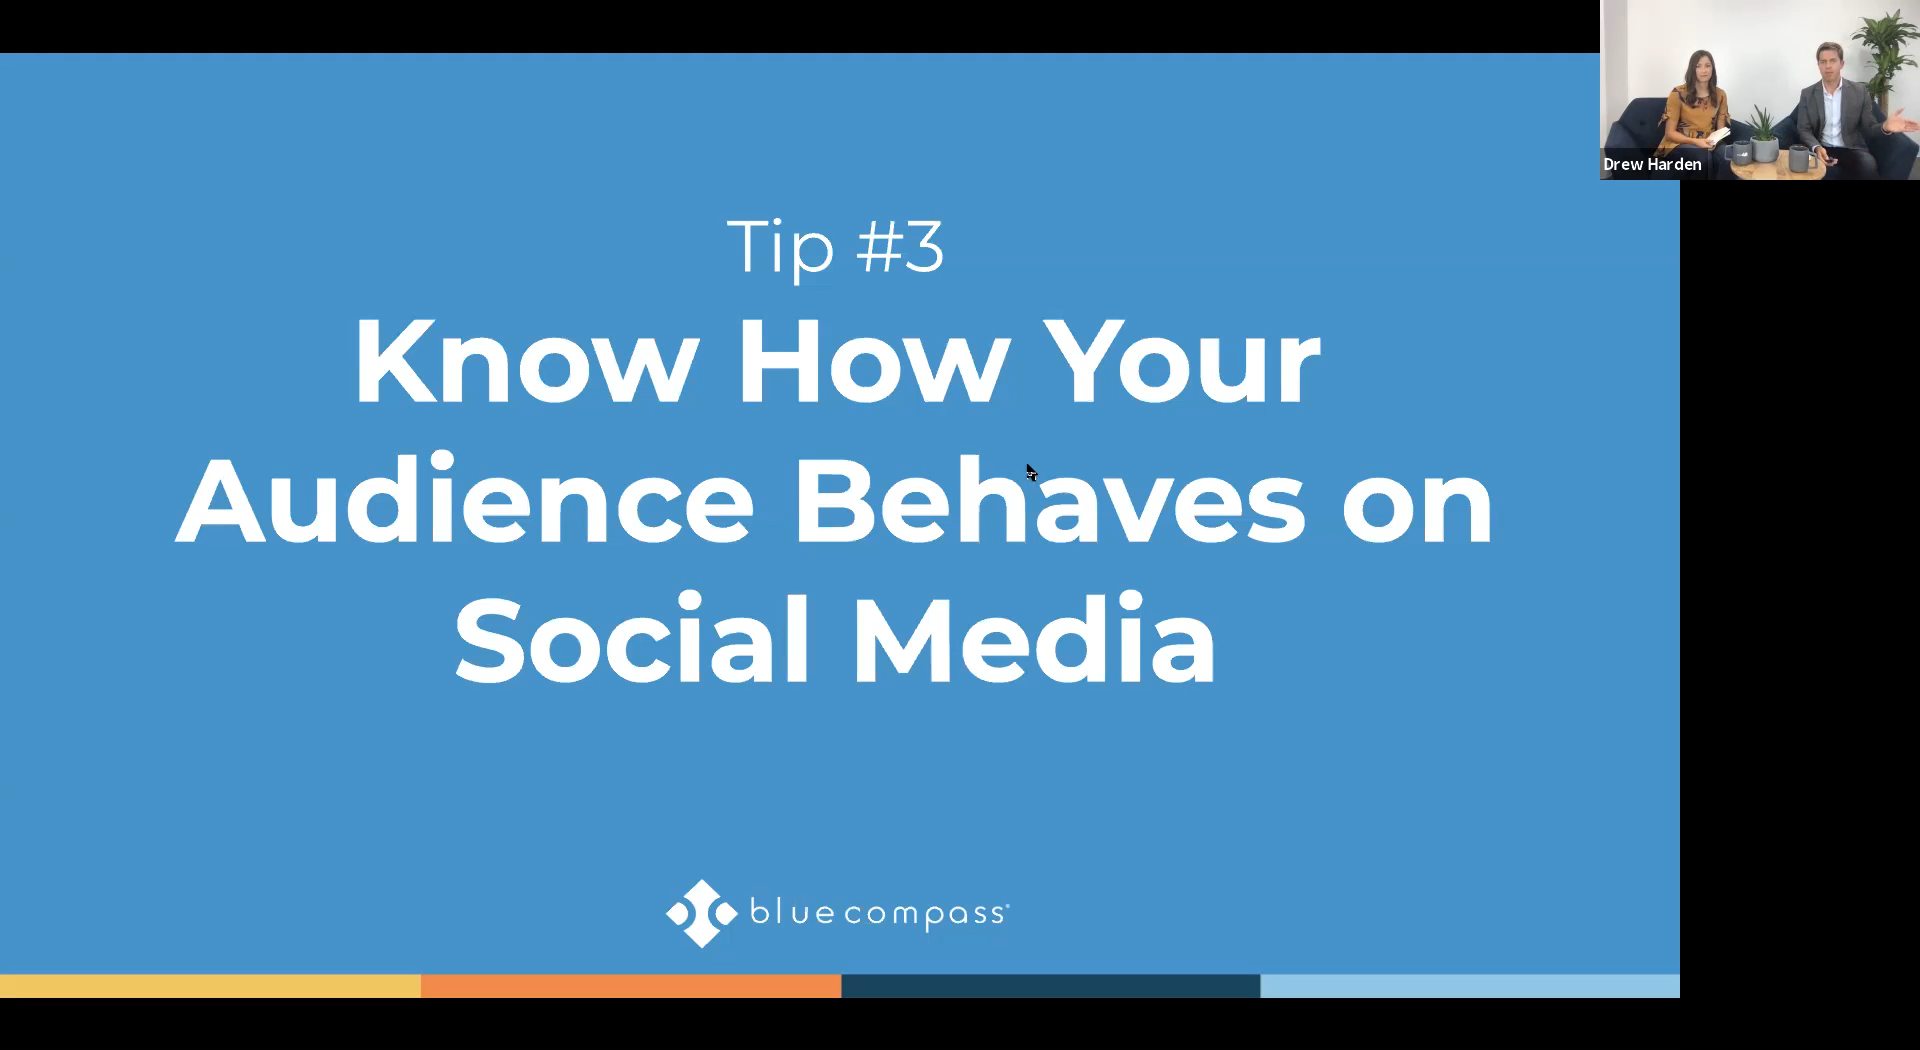 Tip #3
Know How Your
Audience Behaves on
Social Media
blue compass
Drew Harden